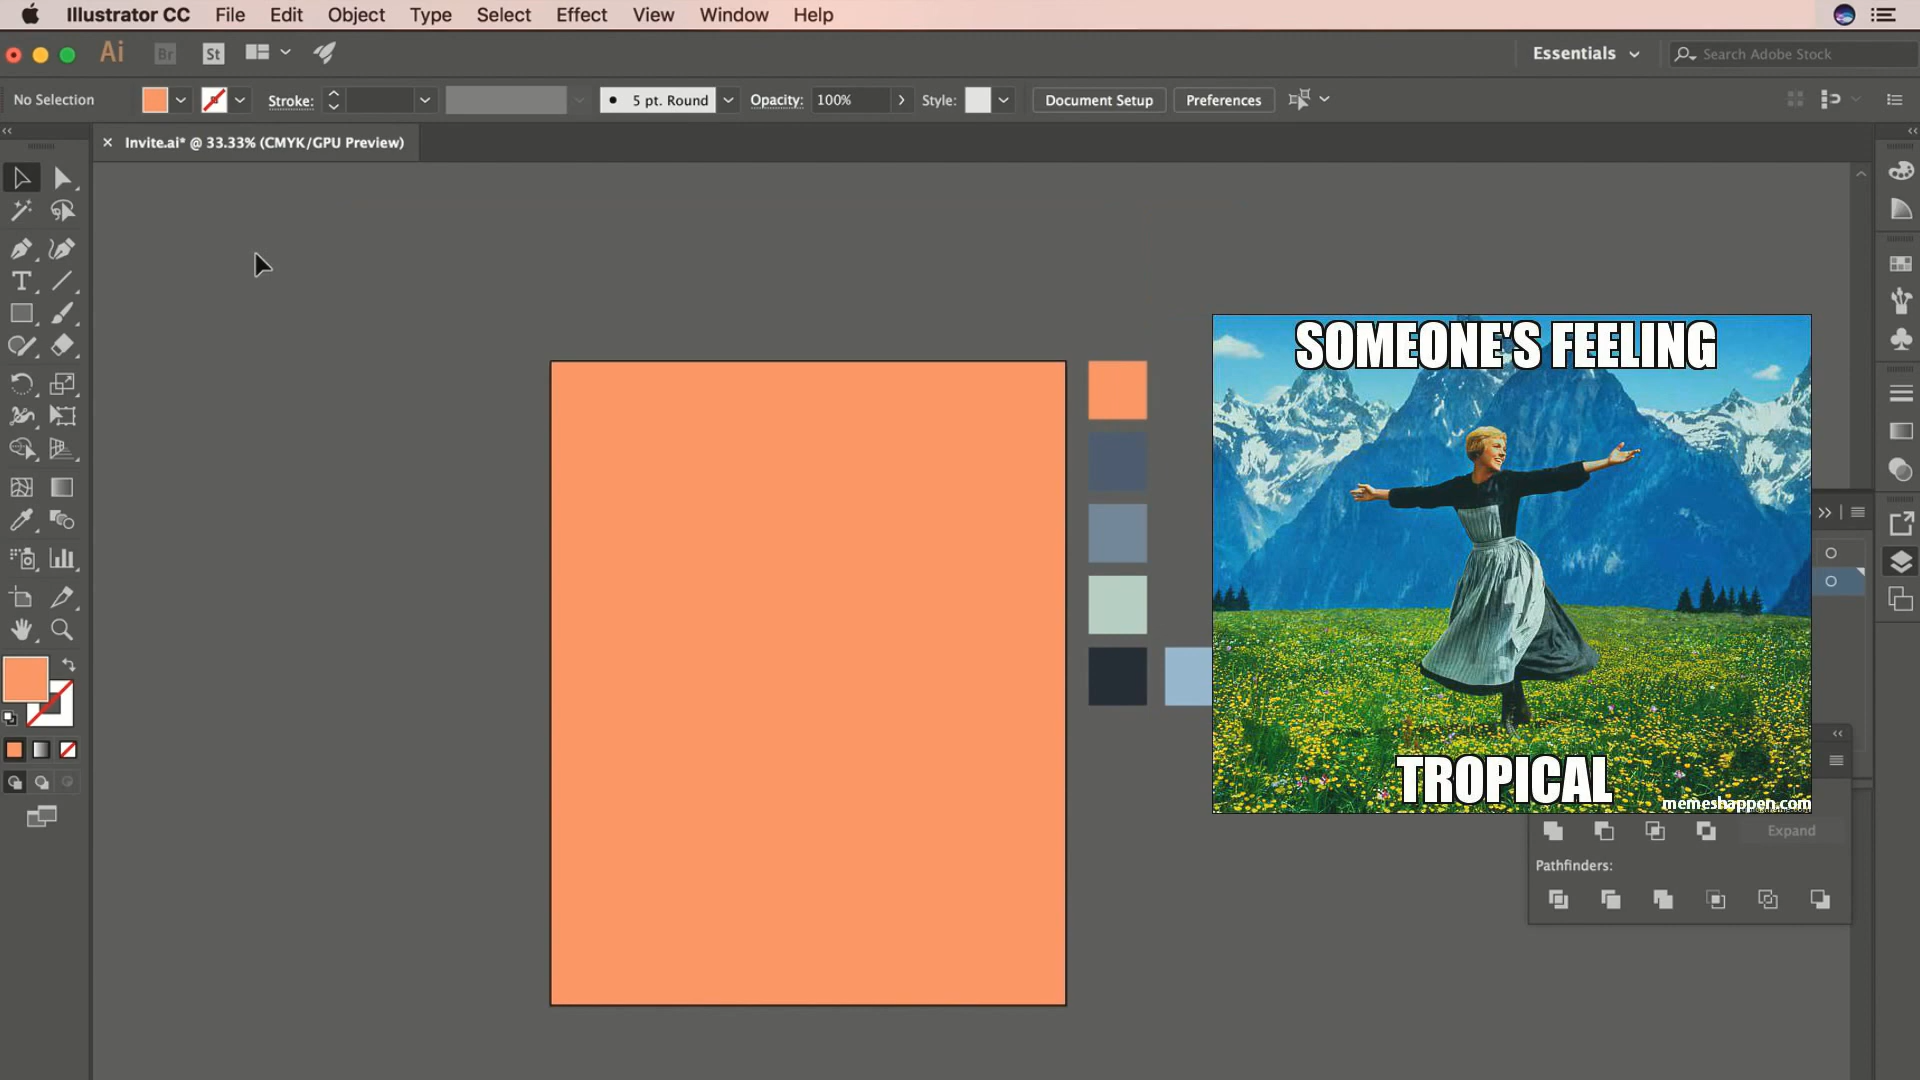 Illustrator CC File Edit Object Type Select Effect View Window Help
Ai Br St Essentials Search Adobe Stock
No Selection Stroke: 5 pt. Round Opacity: 100% Style: Document Setup Preferences
× Invite.ai* @ 33.33% (CMYK/GPU Preview)
SOMEONE'S FEELING
TROPICAL
memeshappen.com
Expand
Pathfinders: